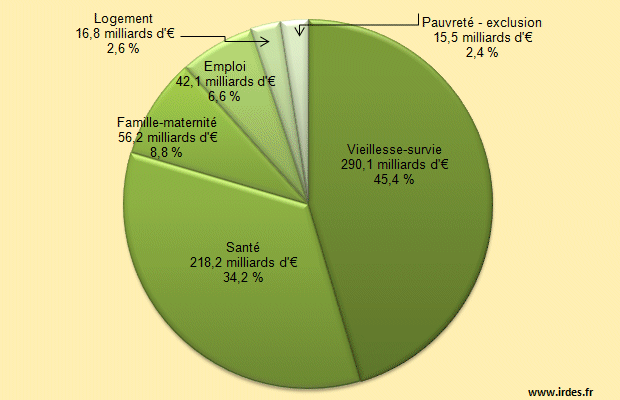 Logement
16,8 milliards d'€
2,6 %
Pauvreté - exclusion
15,5 milliards d'€
2,4 %
Emploi
42,1 milliards d'€
6,6 %
Famille-maternité
56,2 milliards d'€
8,8 %
Vieillesse-survie
290,1 milliards d'€
45,4 %
Santé
218,2 milliards d'€
34,2 %
www.irdes.fr